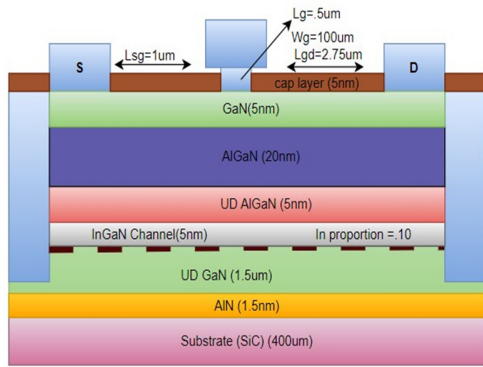 Lg=.5um
Wg=100um
Lsg=1um
Lgd=2.75um
S
D
cap layer (5nm)
GaN(5nm)
AlGaN (20nm)
UD AlGaN (5nm)
InGaN Channel(5nm) In proportion =.10
UD GaN (1.5um)
AlN (1.5nm)
Substrate (SiC) (400um)